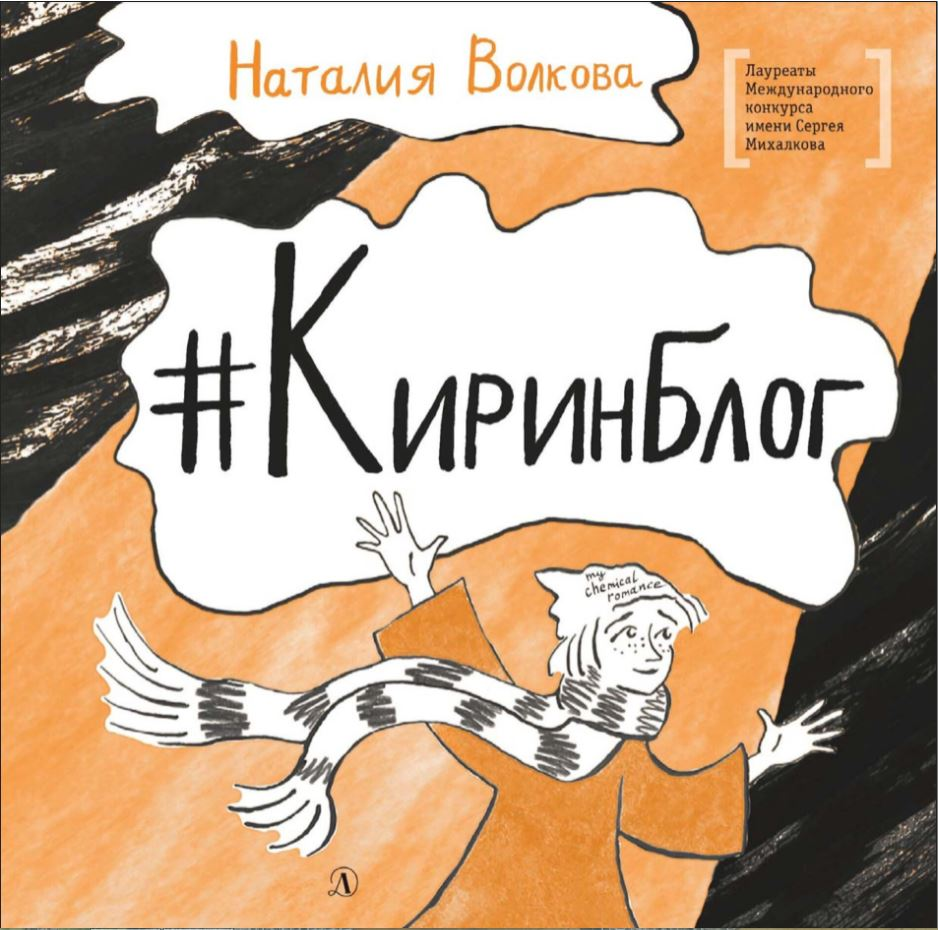 Наталия Волкова
Лауреаты
Международного
конкурса
имени Сергея
Михалкова
#КиринБлог
my
chemical
romance
Д